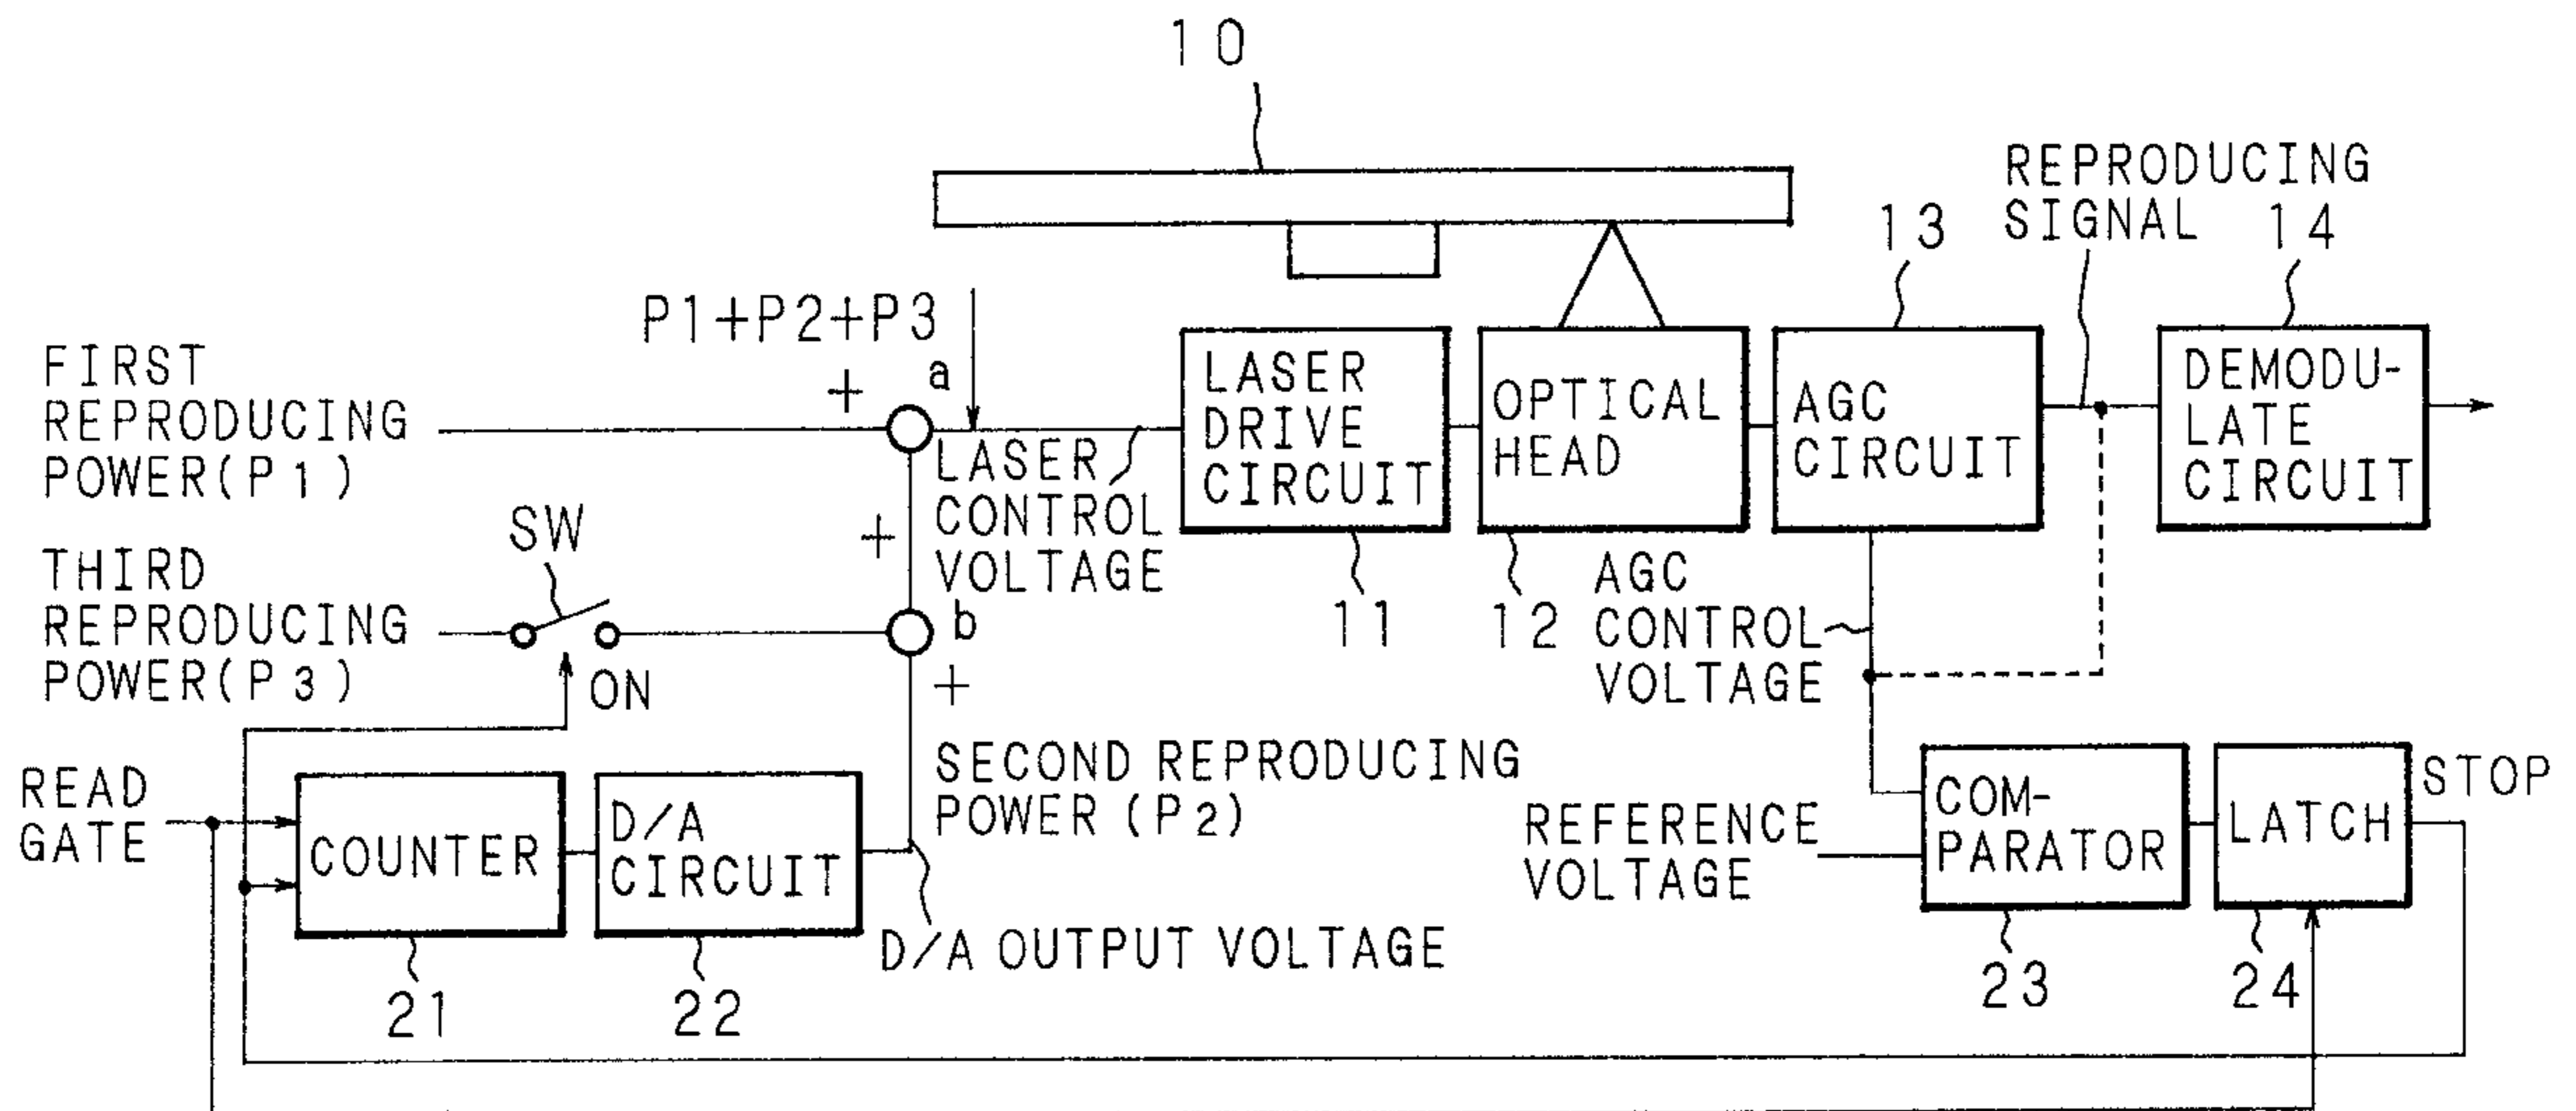 10
REPRODUCING
SIGNAL
13
14
P1+P2+P3
+
a
FIRST
REPRODUCING
POWER(P1)
LASER
DRIVE
CIRCUIT
OPTICAL
HEAD
AGC
CIRCUIT
DEMODU-
LATE
CIRCUIT
LASER
CONTROL
VOLTAGE
+
SW
THIRD
REPRODUCING
POWER(P3)
ON
b
+
11
12
AGC
CONTROL
VOLTAGE
READ
GATE
COUNTER
D/A
CIRCUIT
SECOND REPRODUCING
POWER (P2)
REFERENCE
VOLTAGE
COM-
PARATOR
LATCH
STOP
D/A OUTPUT VOLTAGE
21
22
23
24